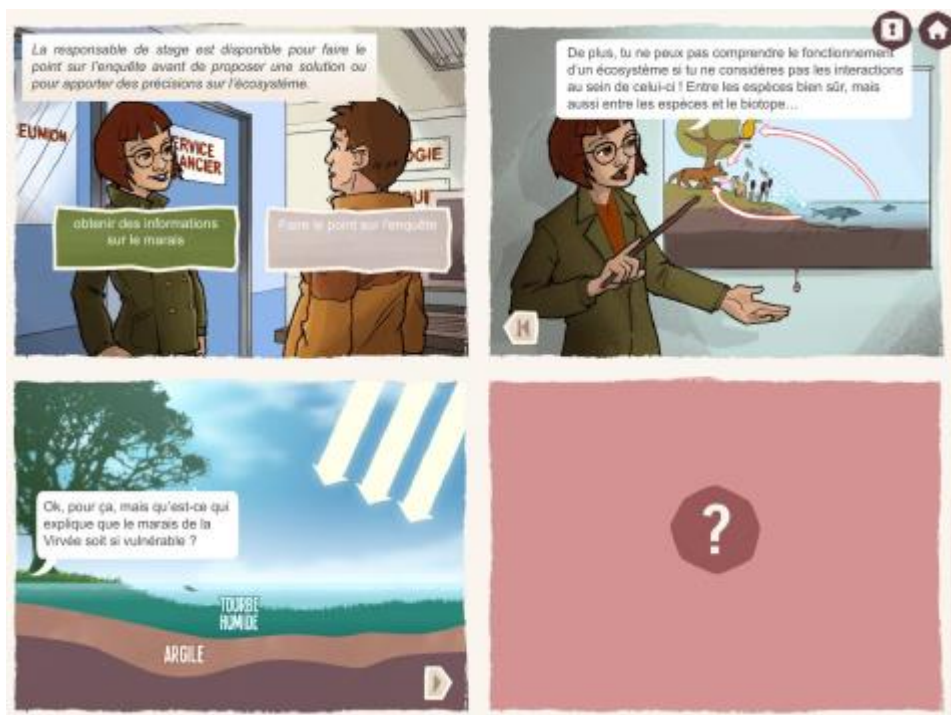 La responsable de stage est disponible pour faire le
point sur l'enquête avant de proposer une solution ou
pour apporter des précisions sur l'écosystème.
EUNION
ERVICE
ANCIER
OGIE
obtenir des informations
sur le marais
Faire le point sur l'enquête
De plus, tu ne peux pas comprendre le fonctionnement
d'un écosystème si tu ne considères pas les interactions
au sein de celui-ci ! Entre les espèces bien sûr, mais
aussi entre les espèces et le biotope...
Ok, pour ça, mais qu'est-ce qui
explique que le marais de la
Virvée soit si vulnérable ?
TOURBE
HUMIDE
ARGILE
?